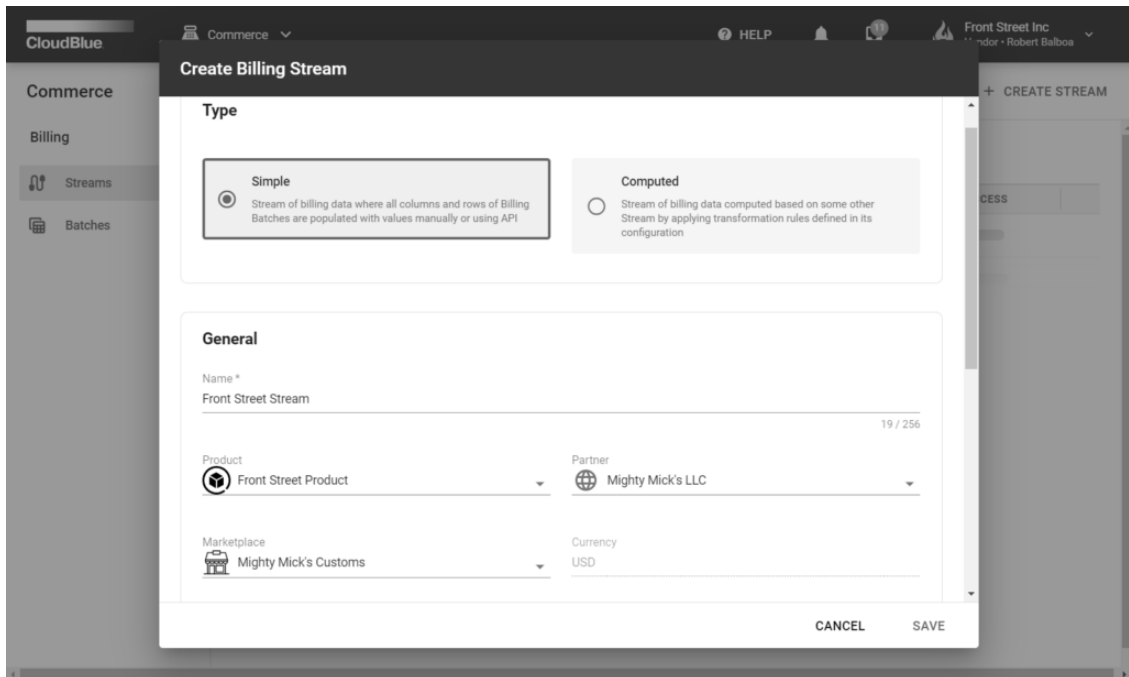 CloudBlue
Commerce
HELP
11
Front Street Inc
Vendor • Robert Balboa
Commerce
+ CREATE STREAM
Billing
Streams
Batches
CESS
Create Billing Stream
Type
Simple
Stream of billing data where all columns and rows of Billing
Batches are populated with values manually or using API
Computed
Stream of billing data computed based on some other
Stream by applying transformation rules defined in its
configuration
General
Name *
Front Street Stream
19 / 256
Product
Front Street Product
Partner
Mighty Mick's LLC
Marketplace
Mighty Mick's Customs
Currency
USD
CANCEL
SAVE